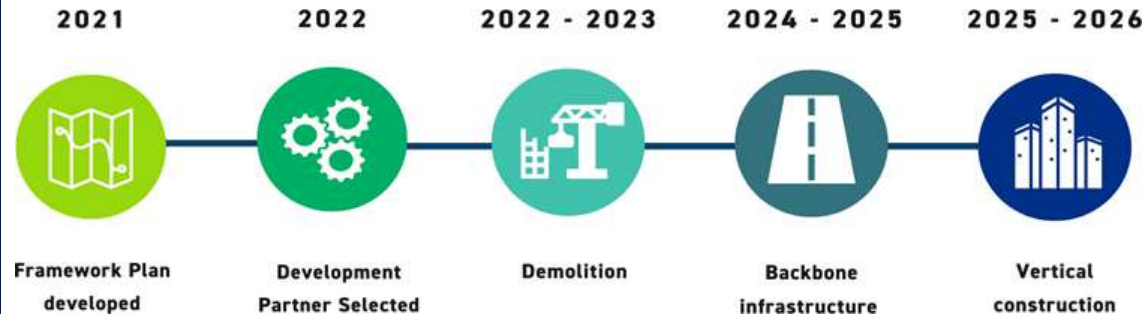 2021
2022
2022 - 2023
2024 - 2025
2025 - 2026
Framework Plan
developed
Development
Partner Selected
Demolition
Backbone
infrastructure
Vertical
construction